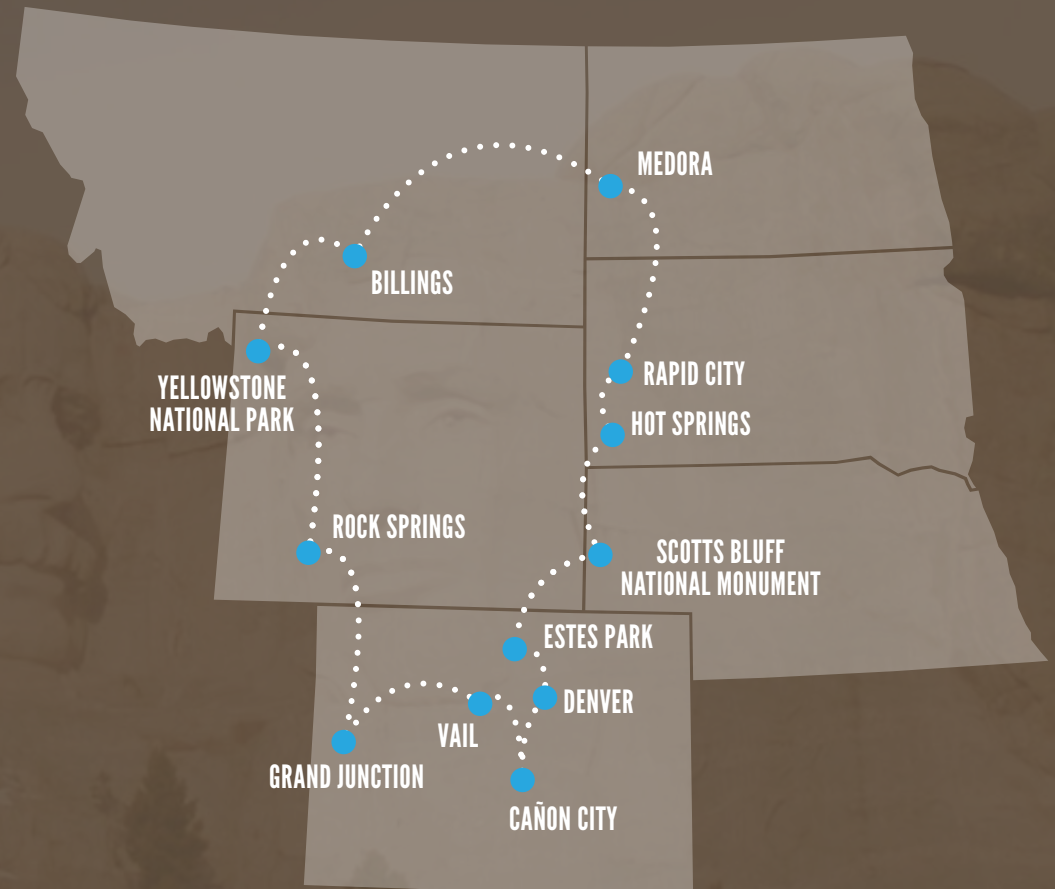 MEDORA
BILLINGS
RAPID CITY
YELLOWSTONE
NATIONAL PARK
HOT SPRINGS
ROCK SPRINGS
SCOTTS BLUFF
NATIONAL MONUMENT
ESTES PARK
DENVER
VAIL
GRAND JUNCTION
CAÑON CITY